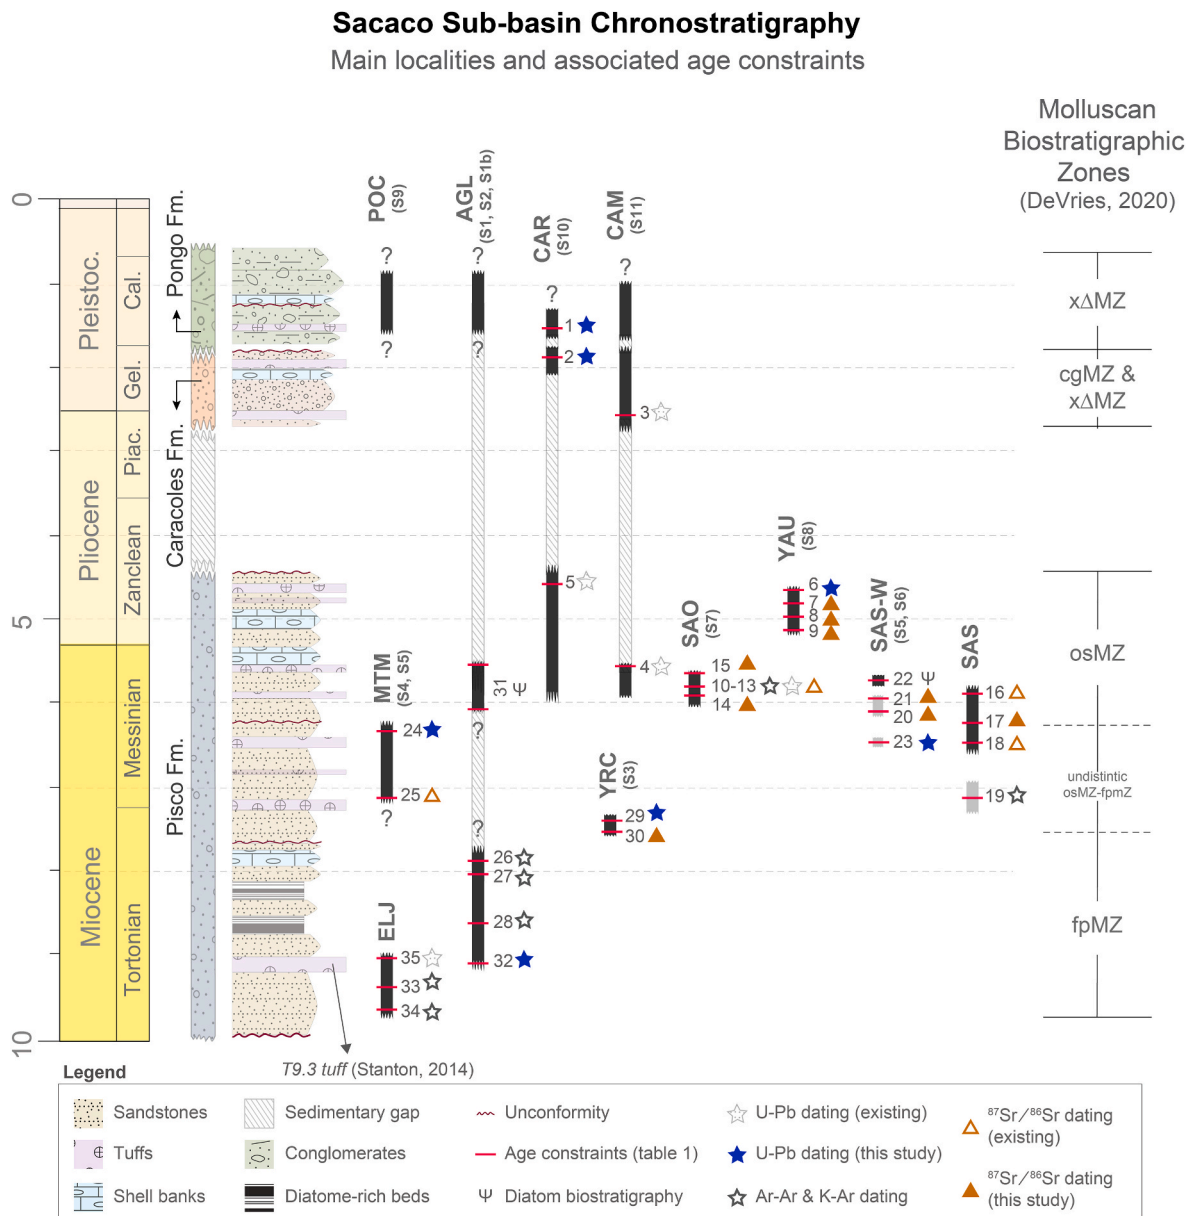 Sacaco Sub-basin Chronostratigraphy
Main localities and associated age constraints
Molluscan
Biostratigraphic
Zones
(DeVries, 2020)
0
5
10
Pleistoc.
Cal.
Gel.
Pliocene
Piac.
Zanclean
Miocene
Messinian
Tortonian
Pongo Fm.
Caracoles Fm.
Pisco Fm.
POC
(S9)
?
?
AGL
(S1, S2, S1b)
?
?
31 Ψ
?
?
26
27
28
32
CAR
(S10)
?
1
2
5
CAM
(S11)
?
3
4
MTM
(S4, S5)
24
25
?
ELJ
35
33
34
YRC
(S3)
29
30
SAO
(S7)
15
10-13
14
YAU
(S8)
6
7
8
9
SAS-W
(S5, S6)
22 Ψ
21
20
23
SAS
16
17
18
19
xΔMZ
cgMZ &
xΔMZ
osMZ
undistintic
osMZ-fpmZ
fpMZ
T9.3 tuff (Stanton, 2014)
Legend
Sandstones
Tuffs
Shell banks
Sedimentary gap
Conglomerates
Diatome-rich beds
Unconformity
Age constraints (table 1)
Ψ Diatom biostratigraphy
U-Pb dating (existing)
U-Pb dating (this study)
Ar-Ar & K-Ar dating
⁸⁷Sr/⁸⁶Sr dating
(existing)
⁸⁷Sr/⁸⁶Sr dating
(this study)